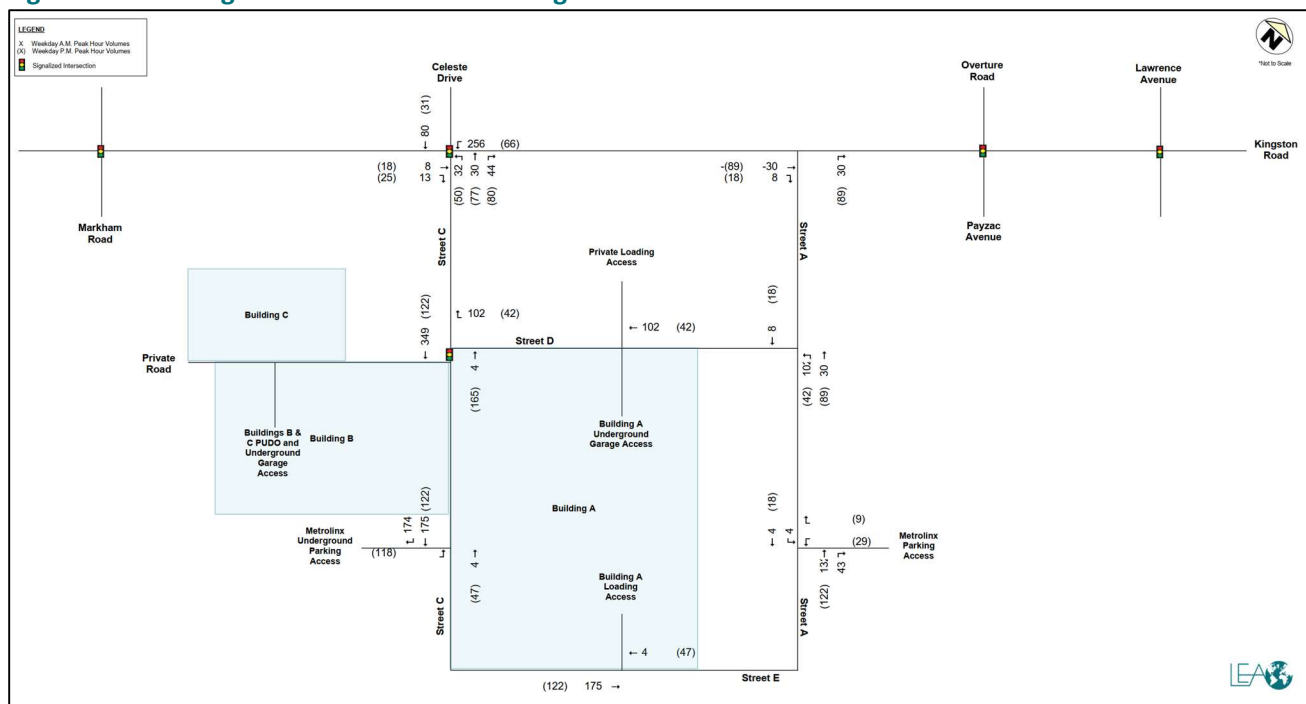 LEGEND
X Weekday A.M. Peak Hour Volumes
(X) Weekday P.M. Peak Hour Volumes
Signalized Intersection
N
*Not to Scale
Celeste
Drive
Overture
Road
Lawrence
Avenue
(31)
80
256 (66)
Kingston
Road
(18) 8
(25) 13
32 30 44
(50) (77) (80)
-(89) -30
(18) 8
30
(89)
Markham
Road
Payzac
Avenue
Street C
Street A
Private Loading
Access
Building C
(122)
349
102 (42)
102 (42)
(18)
8
Street D
Private
Road
4
(165)
30
(42) (89)
Buildings B &
C PUDO and
Underground
Garage
Access
Building B
Building A
Underground
Garage Access
Building A
(122)
174 175
(18)
4 4
(9)
(29)
Metrolinx
Underground
Parking
Access
(118)
4
(47)
Metrolinx
Parking
Access
43
(122)
Building A
Loading
Access
Street C
Street A
4 (47)
Street E
(122) 175
LEA